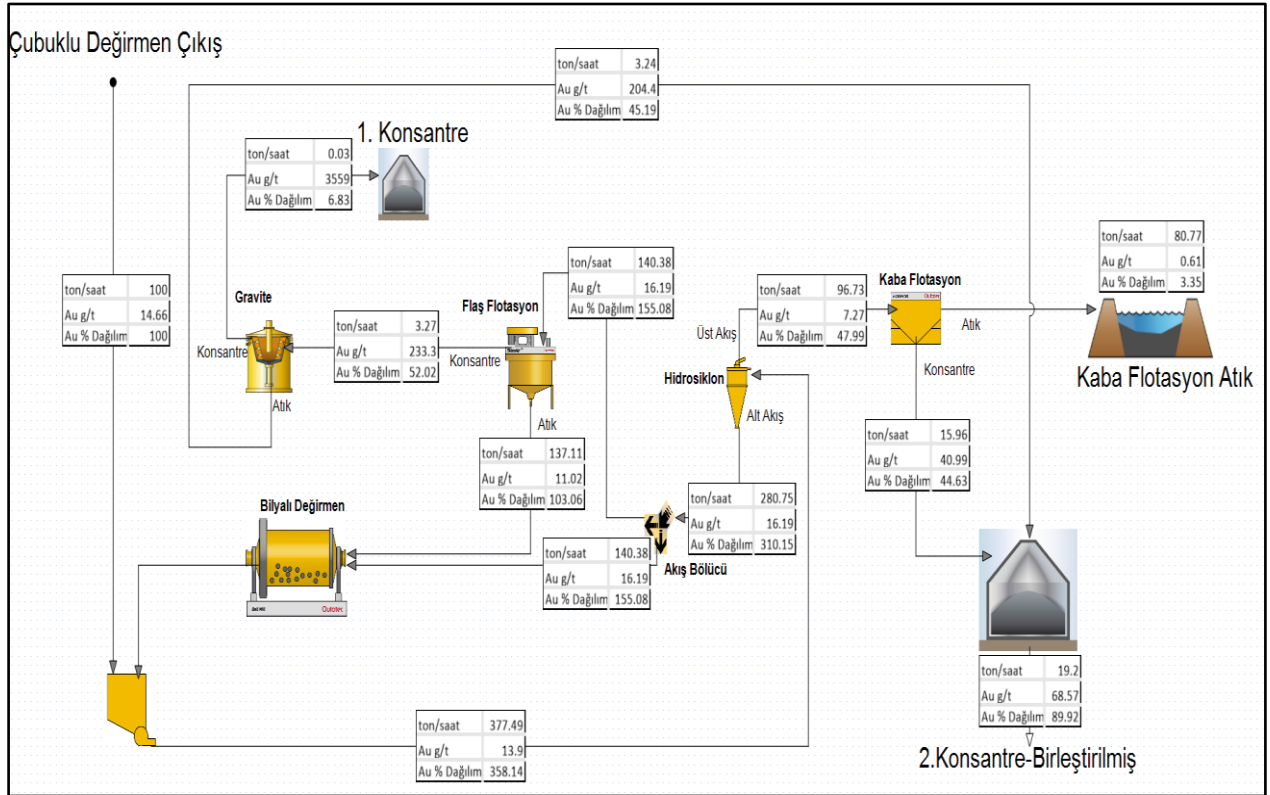 Çubuklu Değirmen Çıkış
ton/saat 3.24
Au g/t 204.4
Au % Dağılım 45.19
1. Konsantre
ton/saat 0.03
Au g/t 3559
Au % Dağılım 6.83
ton/saat 100
Au g/t 14.66
Au % Dağılım 100
Gravite
Konsantre
Atık
ton/saat 3.27
Au g/t 233.3
Au % Dağılım 52.02
Flaş Flotasyon
Konsantre
Atık
ton/saat 140.38
Au g/t 16.19
Au % Dağılım 155.08
ton/saat 96.73
Au g/t 7.27
Au % Dağılım 47.99
Üst Akış
Kaba Flotasyon
Outotec
Atık
Konsantre
ton/saat 80.77
Au g/t 0.61
Au % Dağılım 3.35
Kaba Flotasyon Atık
Hidrosiklon
Alt Akış
ton/saat 137.11
Au g/t 11.02
Au % Dağılım 103.06
ton/saat 280.75
Au g/t 16.19
Au % Dağılım 310.15
ton/saat 15.96
Au g/t 40.99
Au % Dağılım 44.63
Bilyalı Değirmen
Outotec
ton/saat 140.38
Au g/t 16.19
Au % Dağılım 155.08
Akış Bölücü
ton/saat 19.2
Au g/t 68.57
Au % Dağılım 89.92
2.Konsantre-Birleştirilmiş
ton/saat 377.49
Au g/t 13.9
Au % Dağılım 358.14